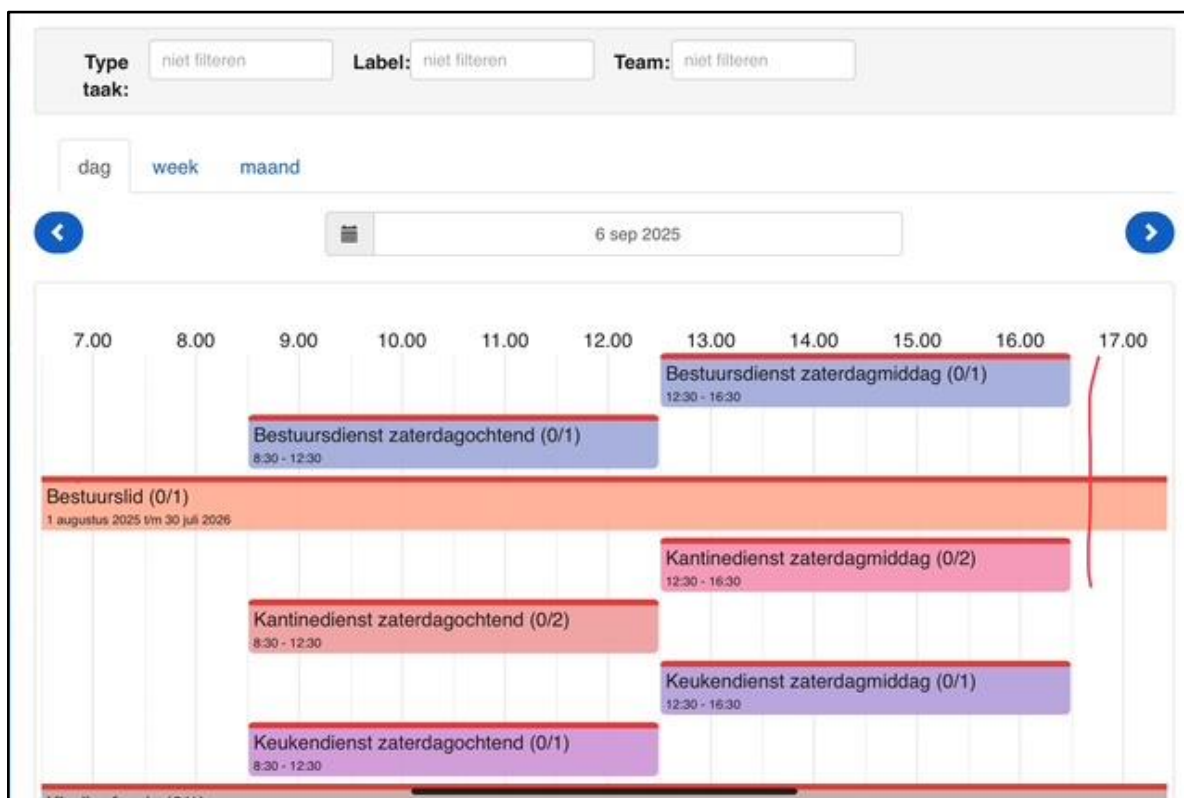 Type taak: niet filteren Label: niet filteren Team: niet filteren
dag week maand
6 sep 2025
7.00 8.00 9.00 10.00 11.00 12.00 13.00 14.00 15.00 16.00 17.00
Bestuursdienst zaterdagmiddag (0/1)
12:30 - 16:30
Bestuursdienst zaterdagochtend (0/1)
8:30 - 12:30
Bestuurslid (0/1)
1 augustus 2025 t/m 30 juli 2026
Kantinedienst zaterdagmiddag (0/2)
12:30 - 16:30
Kantinedienst zaterdagochtend (0/2)
8:30 - 12:30
Keukendienst zaterdagmiddag (0/1)
12:30 - 16:30
Keukendienst zaterdagochtend (0/1)
8:30 - 12:30